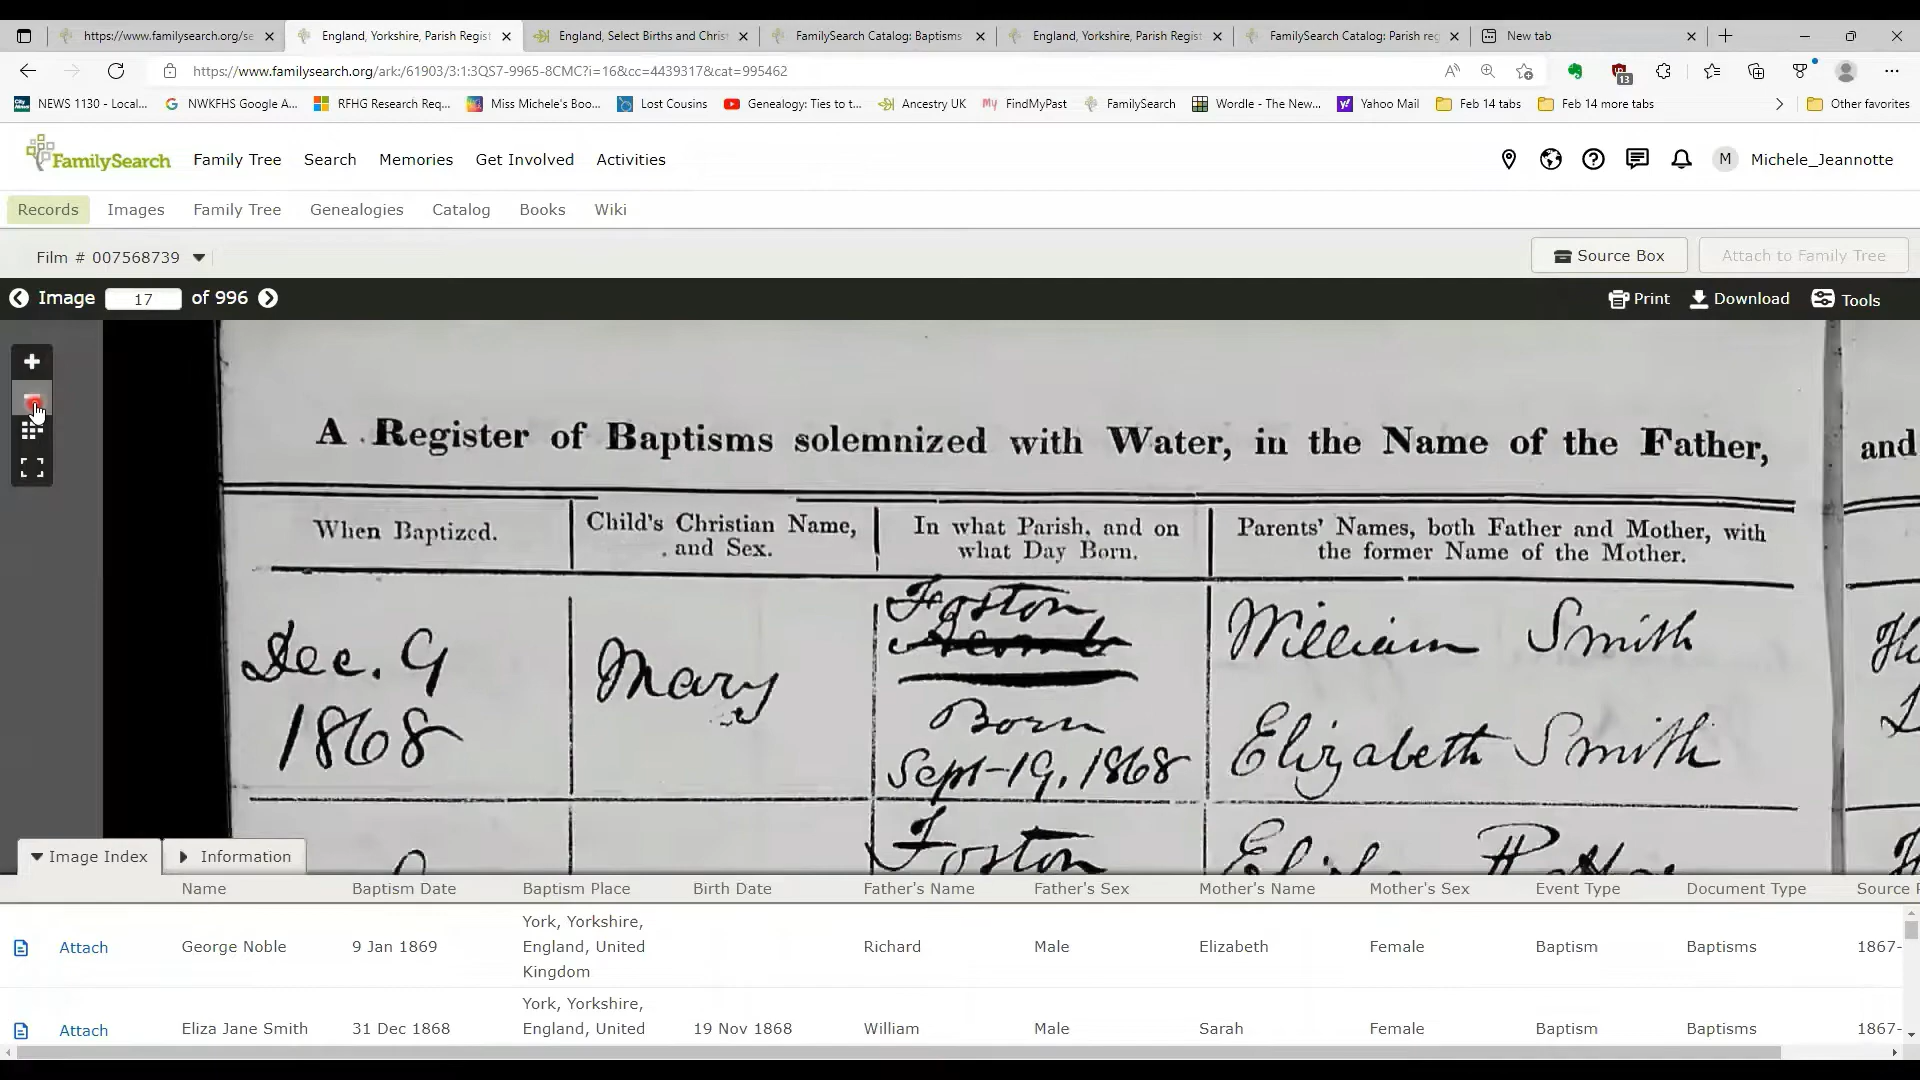 https://www.familysearch.org/se
England, Yorkshire, Parish Regist
England, Select Births and Christ
FamilySearch Catalog: Baptisms
England, Yorkshire, Parish Regist
FamilySearch Catalog: Parish reg
New tab
https://www.familysearch.org/ark:/61903/3:1:3QS7-9965-8CMC?i=16&cc=4439317&cat=995462
13
NEWS 1130 - Local...
NWKFHS Google A...
RFHG Research Req...
Miss Michele's Boo...
Lost Cousins
Genealogy: Ties to t...
Ancestry UK
FindMyPast
FamilySearch
Wordle - The New...
Yahoo Mail
Feb 14 tabs
Feb 14 more tabs
Other favorites
FamilySearch
Family Tree
Search
Memories
Get Involved
Activities
M
Michele_Jeannotte
Records
Images
Family Tree
Genealogies
Catalog
Books
Wiki
Film # 007568739
Source Box
Attach to Family Tree
Image 17 of 996
Print
Download
Tools
A Register of Baptisms solemnized with Water, in the Name of the Father,
and
When Baptized.
Child's Christian Name,
and Sex.
In what Parish, and on
what Day Born.
Parents' Names, both Father and Mother, with
the former Name of the Mother.
Dec. 9
1868
Mary
Foston
Born
Sept-19, 1868
William Smith
Elizabeth Smith
Foston
Image Index
Information
Name Baptism Date Baptism Place Birth Date Father's Name Father's Sex Mother's Name Mother's Sex Event Type Document Type Source
Attach George Noble 9 Jan 1869 York, Yorkshire,
England, United
Kingdom
Richard Male Elizabeth Female Baptism Baptisms 1867-
Attach Eliza Jane Smith 31 Dec 1868 York, Yorkshire,
England, United
19 Nov 1868 William Male Sarah Female Baptism Baptisms 1867-